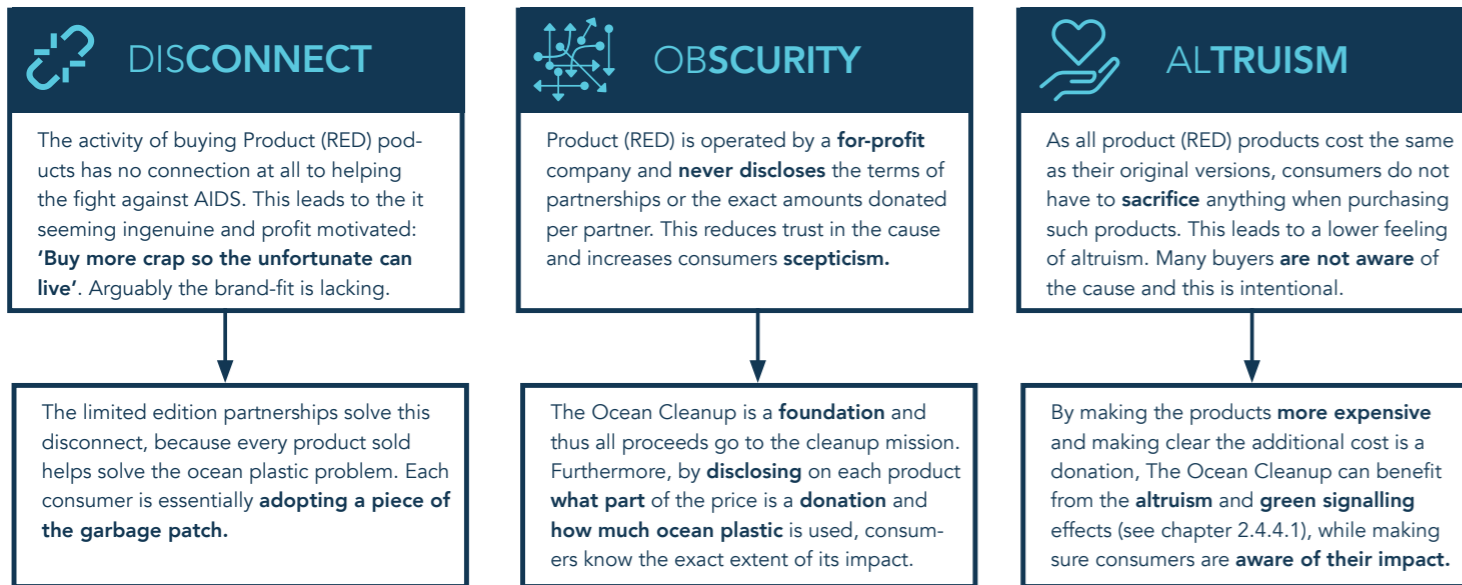 DISCONNECT
The activity of buying Product (RED) pod-
ucts has no connection at all to helping
the fight against AIDS. This leads to the it
seeming ingenuine and profit motivated:
‘Buy more crap so the unfortunate can
live’. Arguably the brand-fit is lacking.
The limited edition partnerships solve this
disconnect, because every product sold
helps solve the ocean plastic problem. Each
consumer is essentially adopting a piece of
the garbage patch.
OBSCURITY
Product (RED) is operated by a for-profit
company and never discloses the terms of
partnerships or the exact amounts donated
per partner. This reduces trust in the cause
and increases consumers scepticism.
The Ocean Cleanup is a foundation and
thus all proceeds go to the cleanup mission.
Furthermore, by disclosing on each product
what part of the price is a donation and
how much ocean plastic is used, consum-
ers know the exact extent of its impact.
ALTRUISM
As all product (RED) products cost the same
as their original versions, consumers do not
have to sacrifice anything when purchasing
such products. This leads to a lower feeling
of altruism. Many buyers are not aware of
the cause and this is intentional.
By making the products more expensive
and making clear the additional cost is a
donation, The Ocean Cleanup can benefit
from the altruism and green signalling
effects (see chapter 2.4.4.1), while making
sure consumers are aware of their impact.